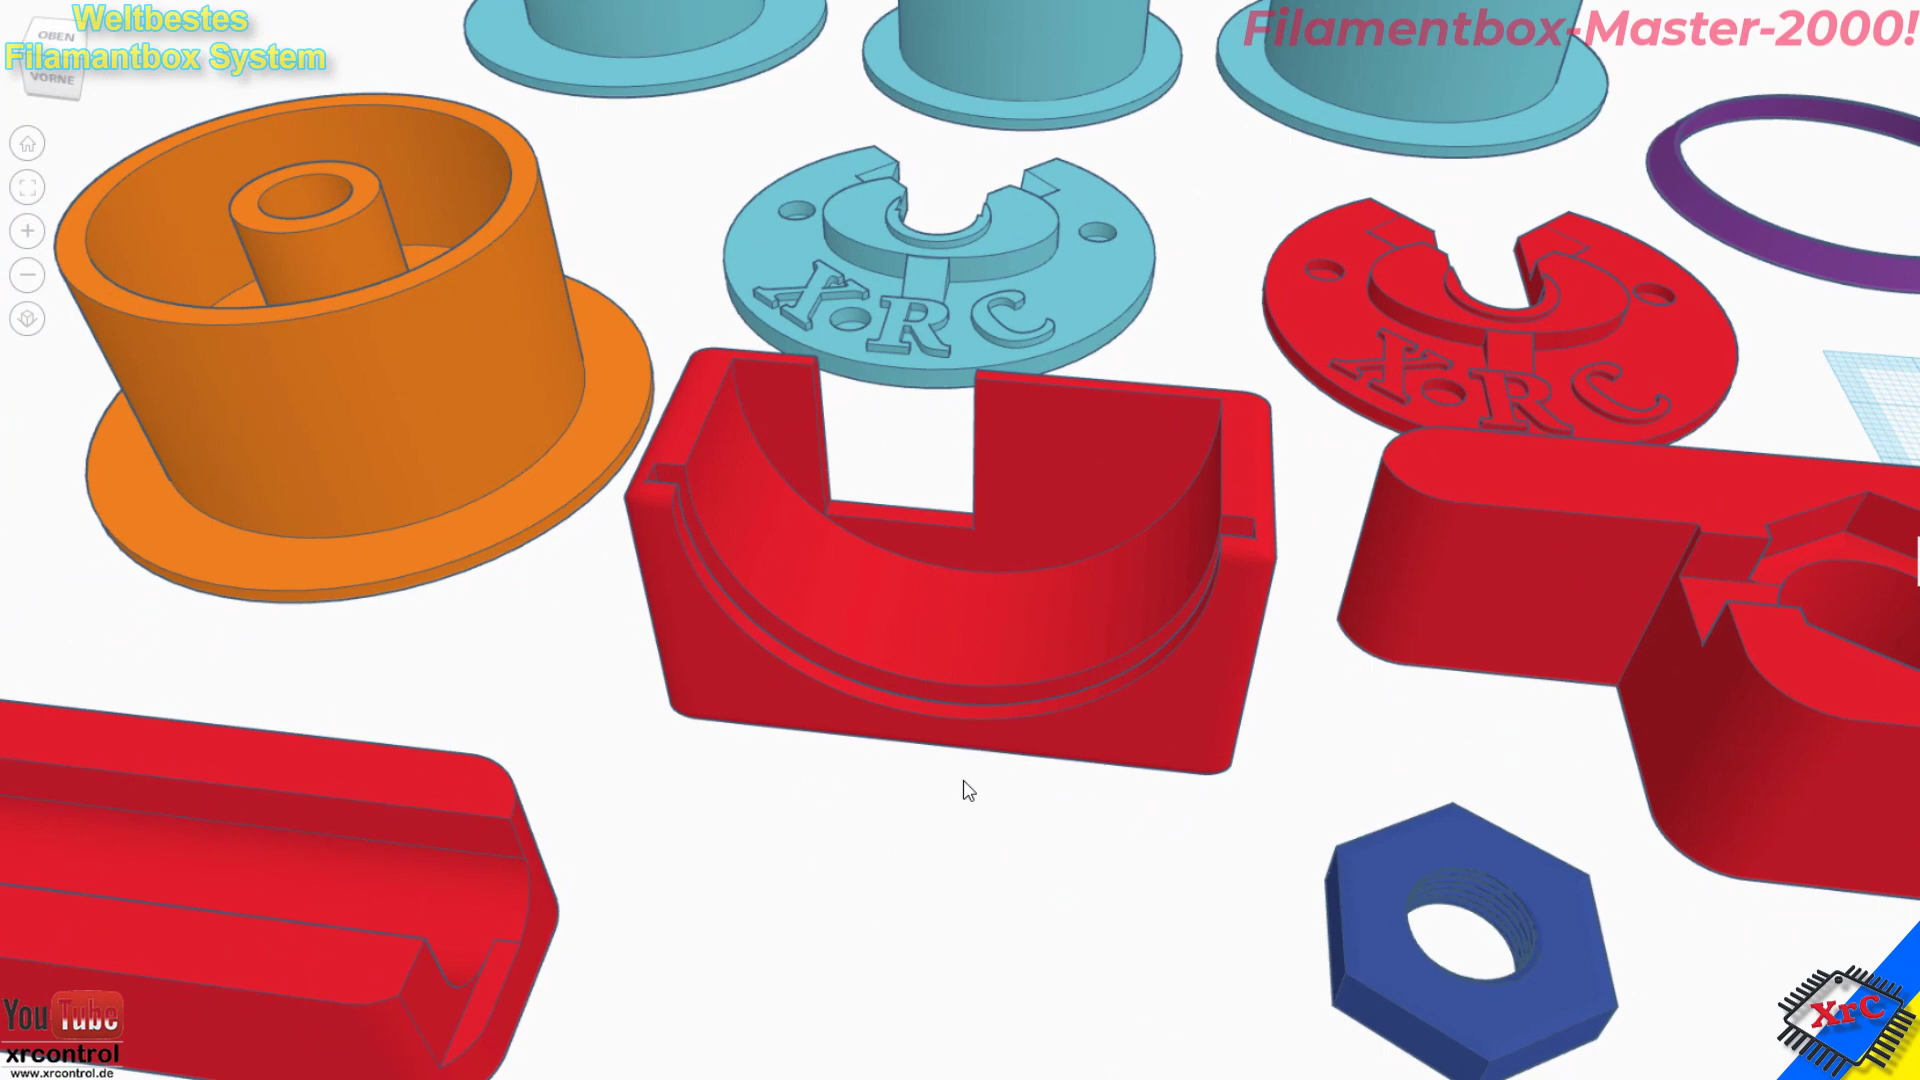 Weltbestes
Filamantbox System
OBEN
VORNE
Filamentbox-Master-2000!
XRC
XRC
You Tube
xrcontrol
www.xrcontrol.de
XrC